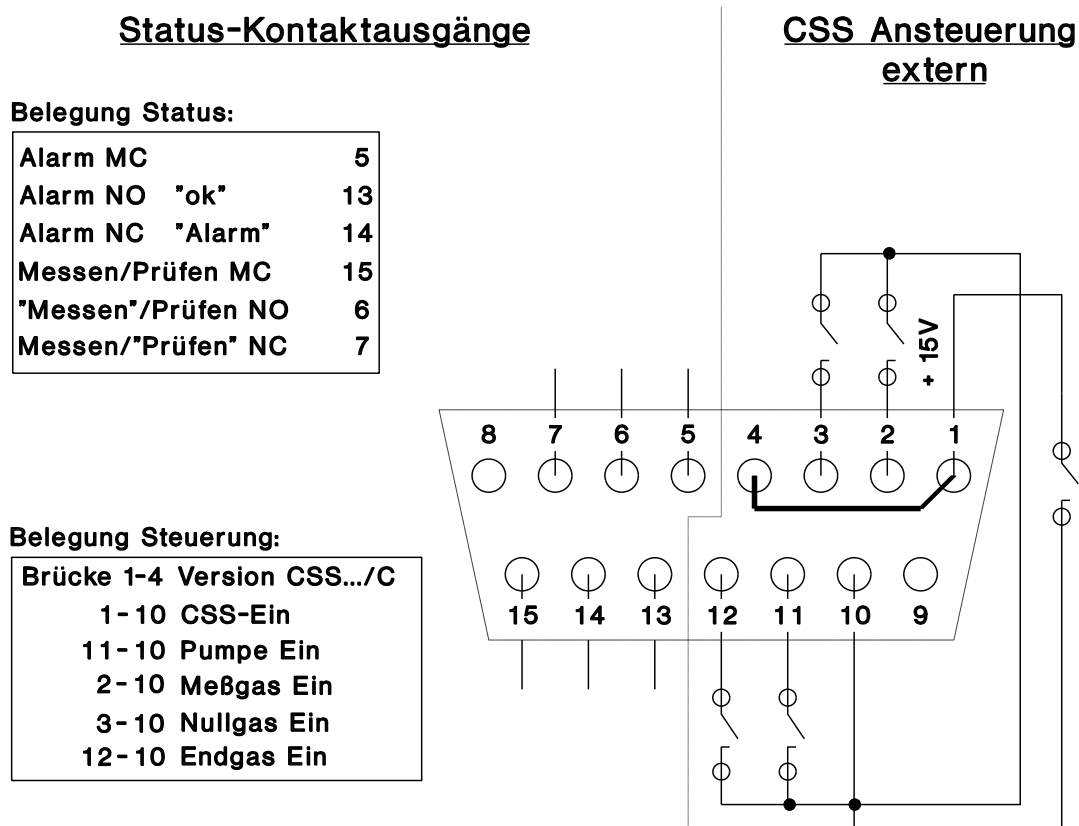 Status-Kontaktausgänge
CSS Ansteuerung
extern
Belegung Status:
Alarm MC 5
Alarm NO "ok" 13
Alarm NC "Alarm" 14
Messen/Prüfen MC 15
"Messen"/Prüfen NO 6
Messen/"Prüfen" NC 7
+ 15V
8 7 6 5 4 3 2 1
15 14 13 12 11 10 9
Belegung Steuerung:
Brücke 1-4 Version CSS.../C
1-10 CSS-Ein
11-10 Pumpe Ein
2-10 Meßgas Ein
3-10 Nullgas Ein
12-10 Endgas Ein